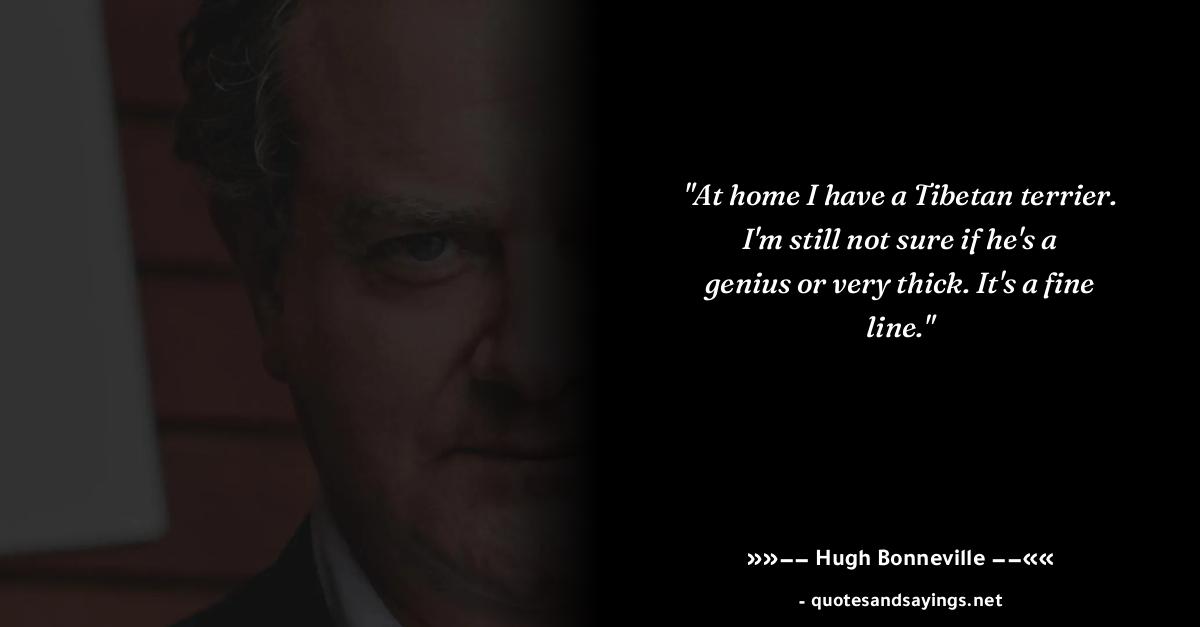 "At home I have a Tibetan terrier.
I'm still not sure if he's a
genius or very thick. It's a fine
line."
»»−− Hugh Bonneville −−««
- quotesandsayings.net